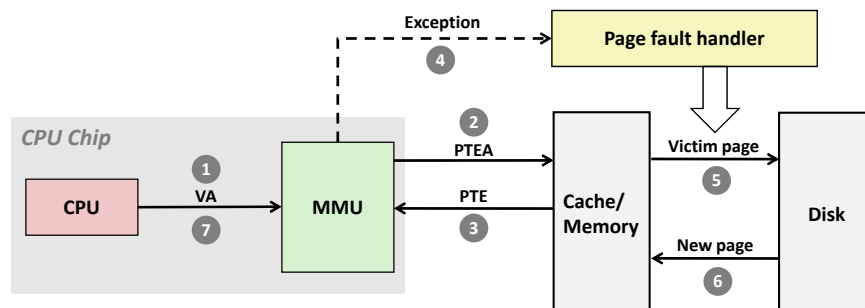 Exception
4
Page fault handler
CPU Chip
2
PTEA
1
VA
7
CPU
MMU
PTE
3
Cache/
Memory
Victim page
5
Disk
New page
6